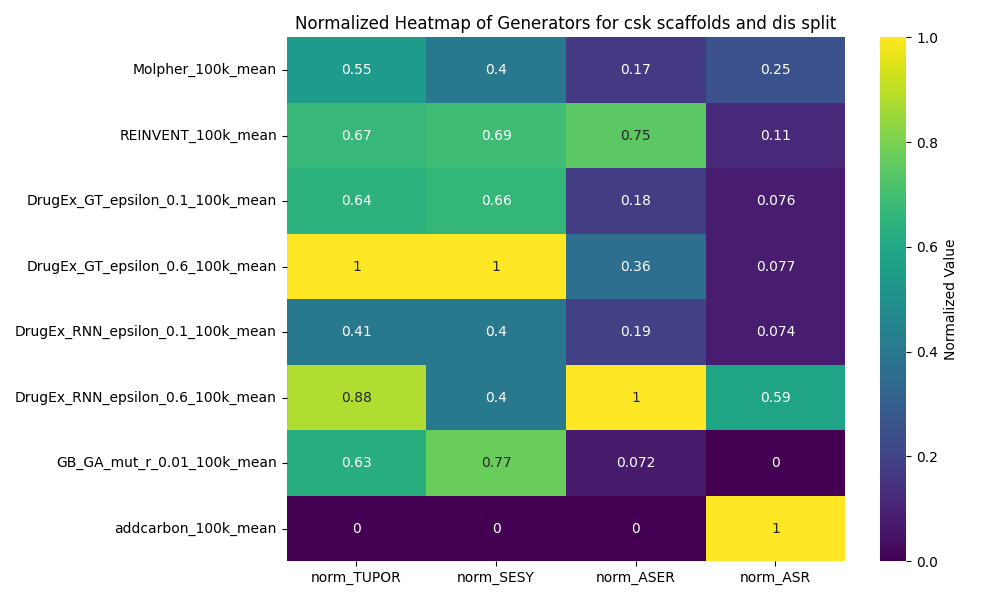 Normalized Heatmap of Generators for csk scaffolds and dis split
Molpher_100k_mean 0.55 0.4 0.17 0.25
REINVENT_100k_mean 0.67 0.69 0.75 0.11
DrugEx_GT_epsilon_0.1_100k_mean 0.64 0.66 0.18 0.076
DrugEx_GT_epsilon_0.6_100k_mean 1 1 0.36 0.077
DrugEx_RNN_epsilon_0.1_100k_mean 0.41 0.4 0.19 0.074
DrugEx_RNN_epsilon_0.6_100k_mean 0.88 0.4 1 0.59
GB_GA_mut_r_0.01_100k_mean 0.63 0.77 0.072 0
addcarbon_100k_mean 0 0 0 1
norm_TUPOR norm_SESY norm_ASER norm_ASR
1.0
0.8
0.6
0.4
0.2
0.0
Normalized Value